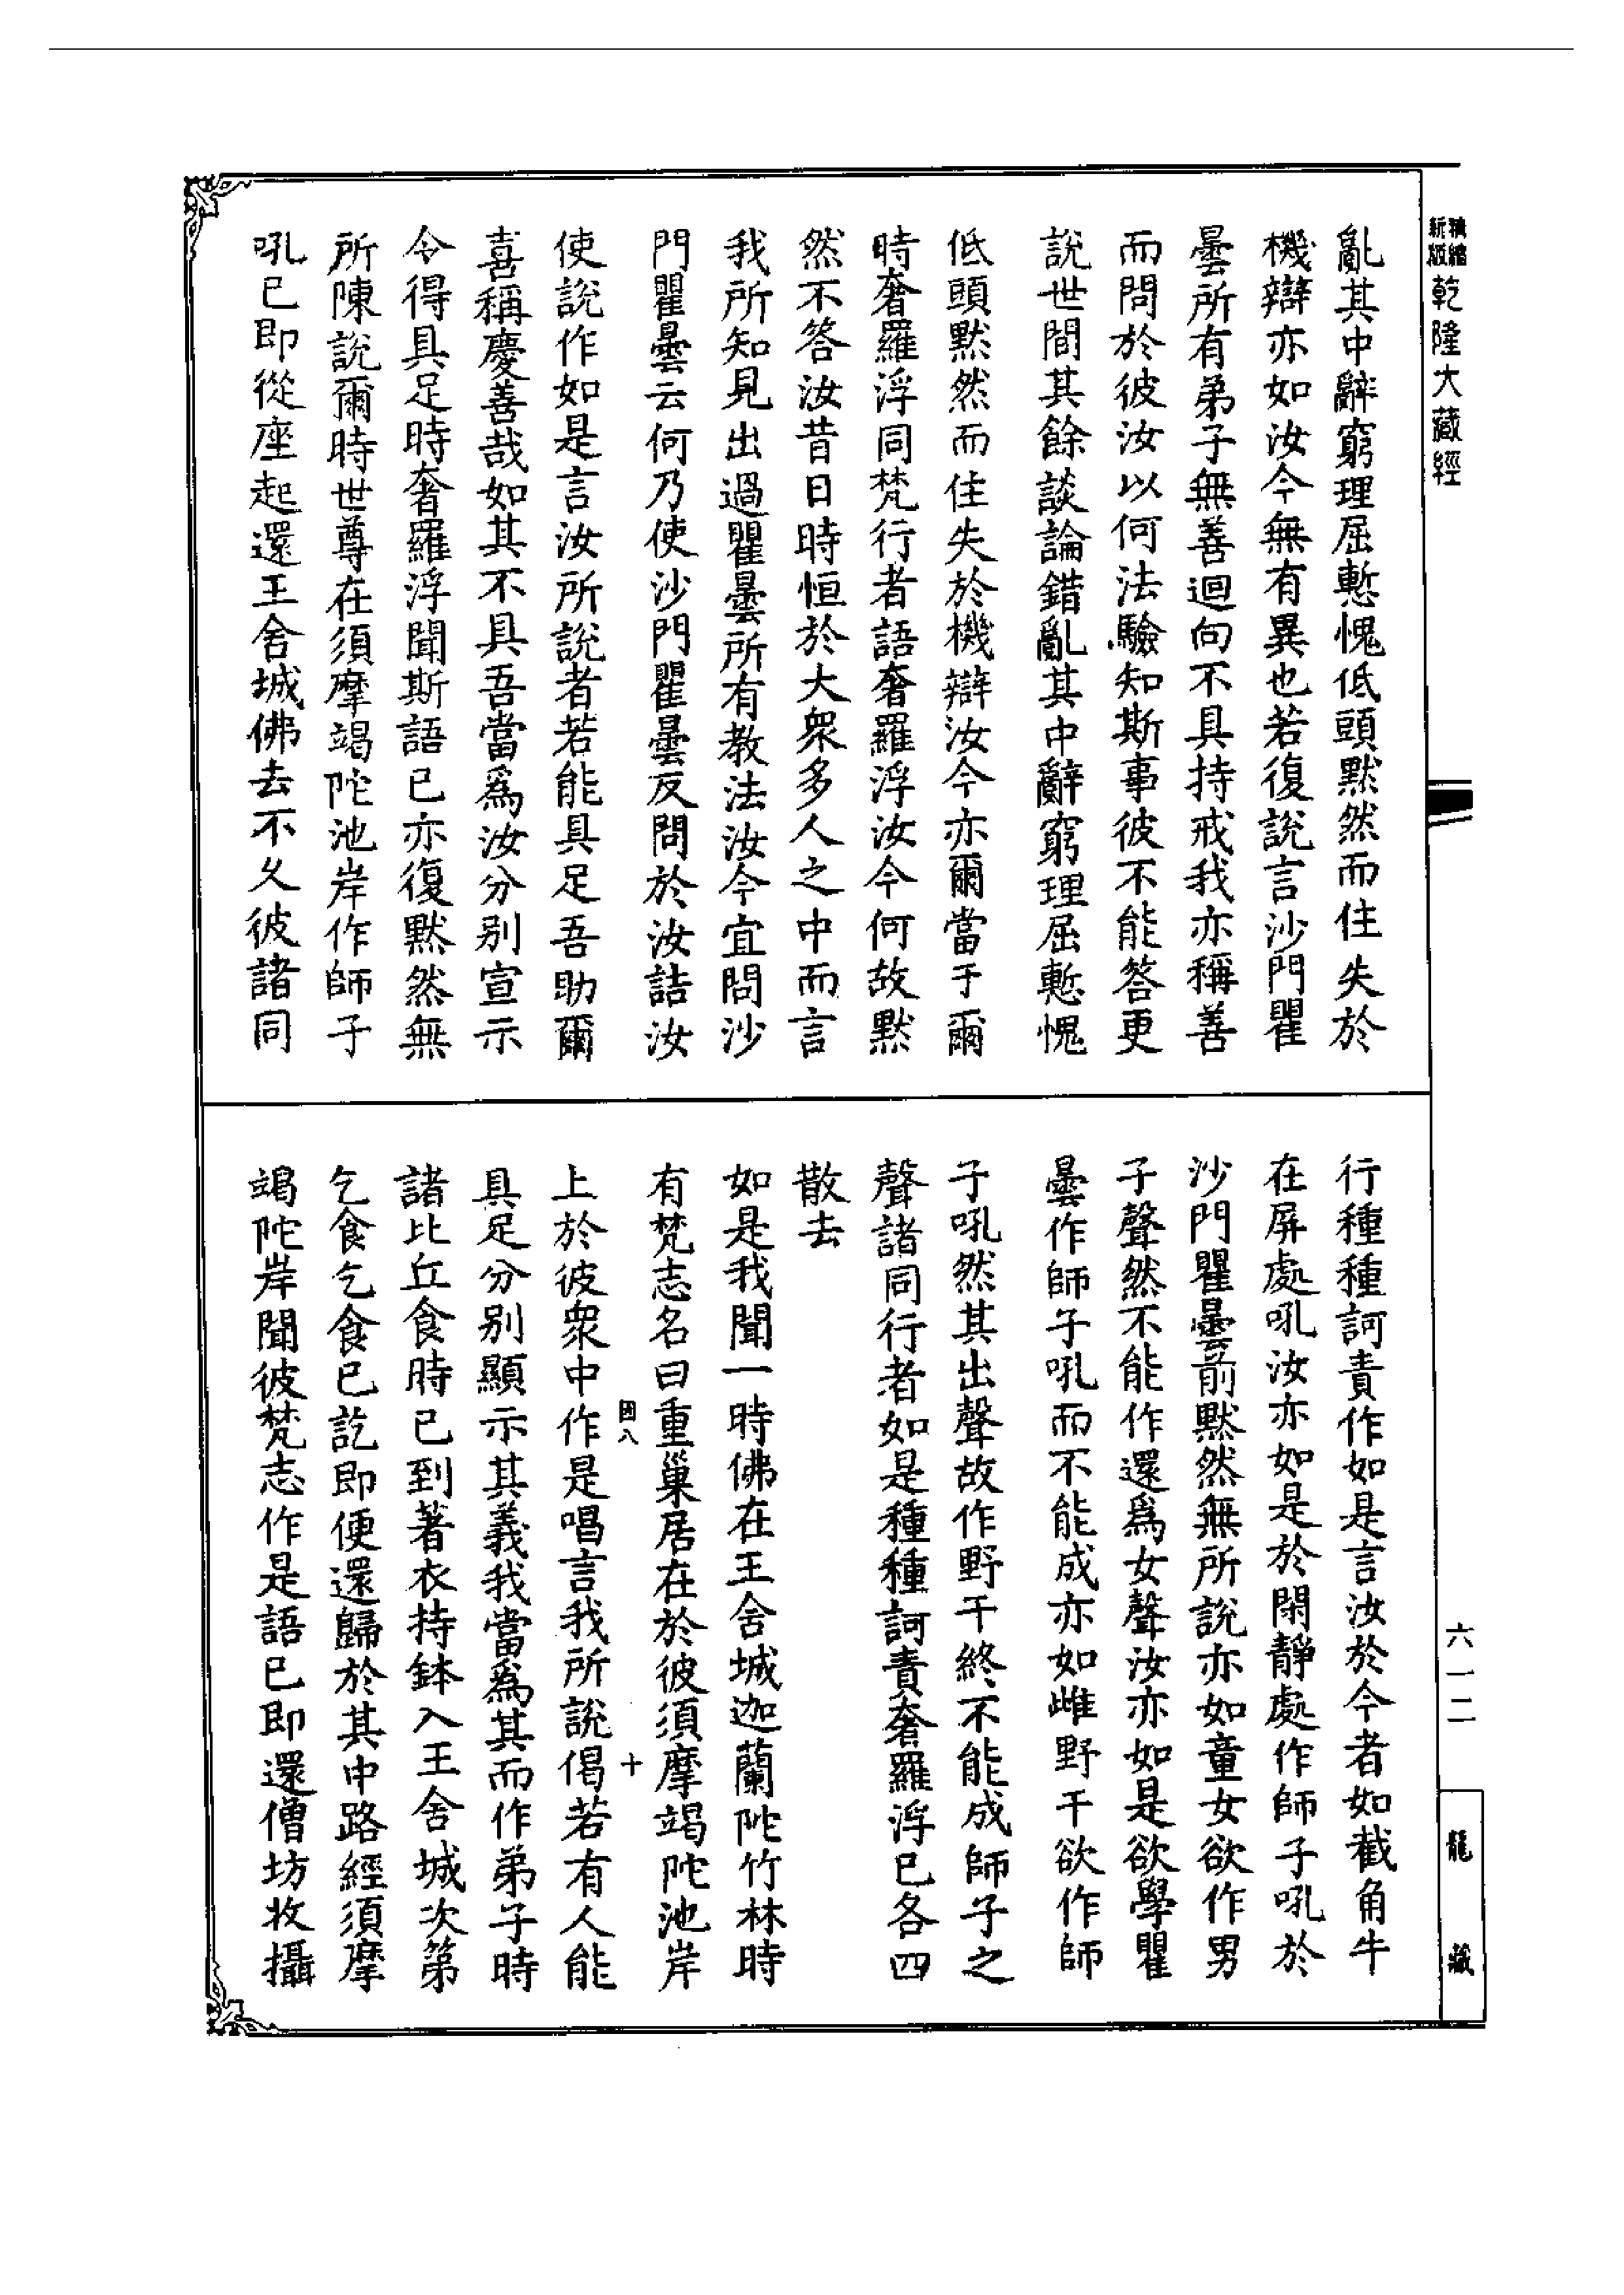 精縮
新版
乾隆大藏經
六一二
龍藏
亂其中辭窮理屈慙愧低頭默然而住失於
機辯亦如汝今無有異也若復說言沙門瞿
曇所有弟子無善迴向不具持戒我亦稱善
而問於彼汝以何法驗知斯事彼不能答更
說世間其餘談論錯亂其中辭窮理屈慙愧
低頭默然而住失於機辯汝今亦爾當于爾
時奢羅浮同梵行者語奢羅浮汝今何故默
然不答汝昔日時恒於大衆多人之中而言
我所知見出過瞿曇所有教法汝今宜問沙
門瞿曇云何乃使沙門瞿曇反問於汝詰汝
使說作如是言汝所說者若能具足吾助爾
喜稱慶善哉如其不具吾當為汝分別宣示
令得具足時奢羅浮聞斯語已亦復默然無
所陳說爾時世尊在須摩竭陀池岸作師子
吼已即從座起還王舍城佛去不久彼諸同
行種種訶責作如是言汝於今者如截角牛
在屏處吼汝亦如是於閑靜處作師子吼於
沙門瞿曇前默然無所說亦如童女欲作男
子聲然不能作還爲女聲汝亦如是欲學瞿
曇作師子吼而不能成亦如雌野干欲作師
子吼然其出聲故作野干終不能成師子之
聲諸同行者如是種種訶責奢羅浮已各四
散去
如是我聞一時佛在王舍城迦蘭陀竹林時
有梵志名曰重巢居在於彼須摩竭陀池岸
國八 十
上於彼衆中作是唱言我所說偈若有人能
具足分別顯示其義我當爲其而作弟子時
諸比丘食時已到著衣持鉢入王舍城次第
乞食乞食已訖即便還歸於其中路經須摩
竭陀岸聞彼梵志作是語已即還僧坊收攝